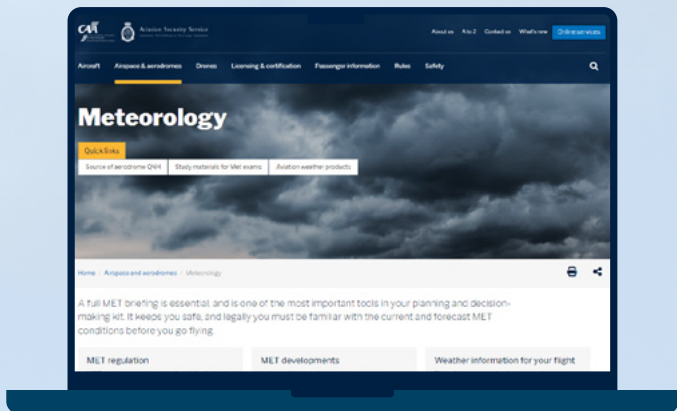 CAA
Aviation Security Service
About us A to Z Contact us What's new Online services
Aircraft Airspace & aerodromes Drones Licensing & certification Passenger information Rules Safety
Meteorology
Quick links
Source of aerodrome QNH Study materials for Met exams Aviation weather products
Home / Airspace and aerodromes / Meteorology
A full MET briefing is essential, and is one of the most important tools in your planning and decision-
making kit. It keeps you safe, and legally you must be familiar with the current and forecast MET
conditions before you go flying.
MET regulation MET developments Weather information for your flight